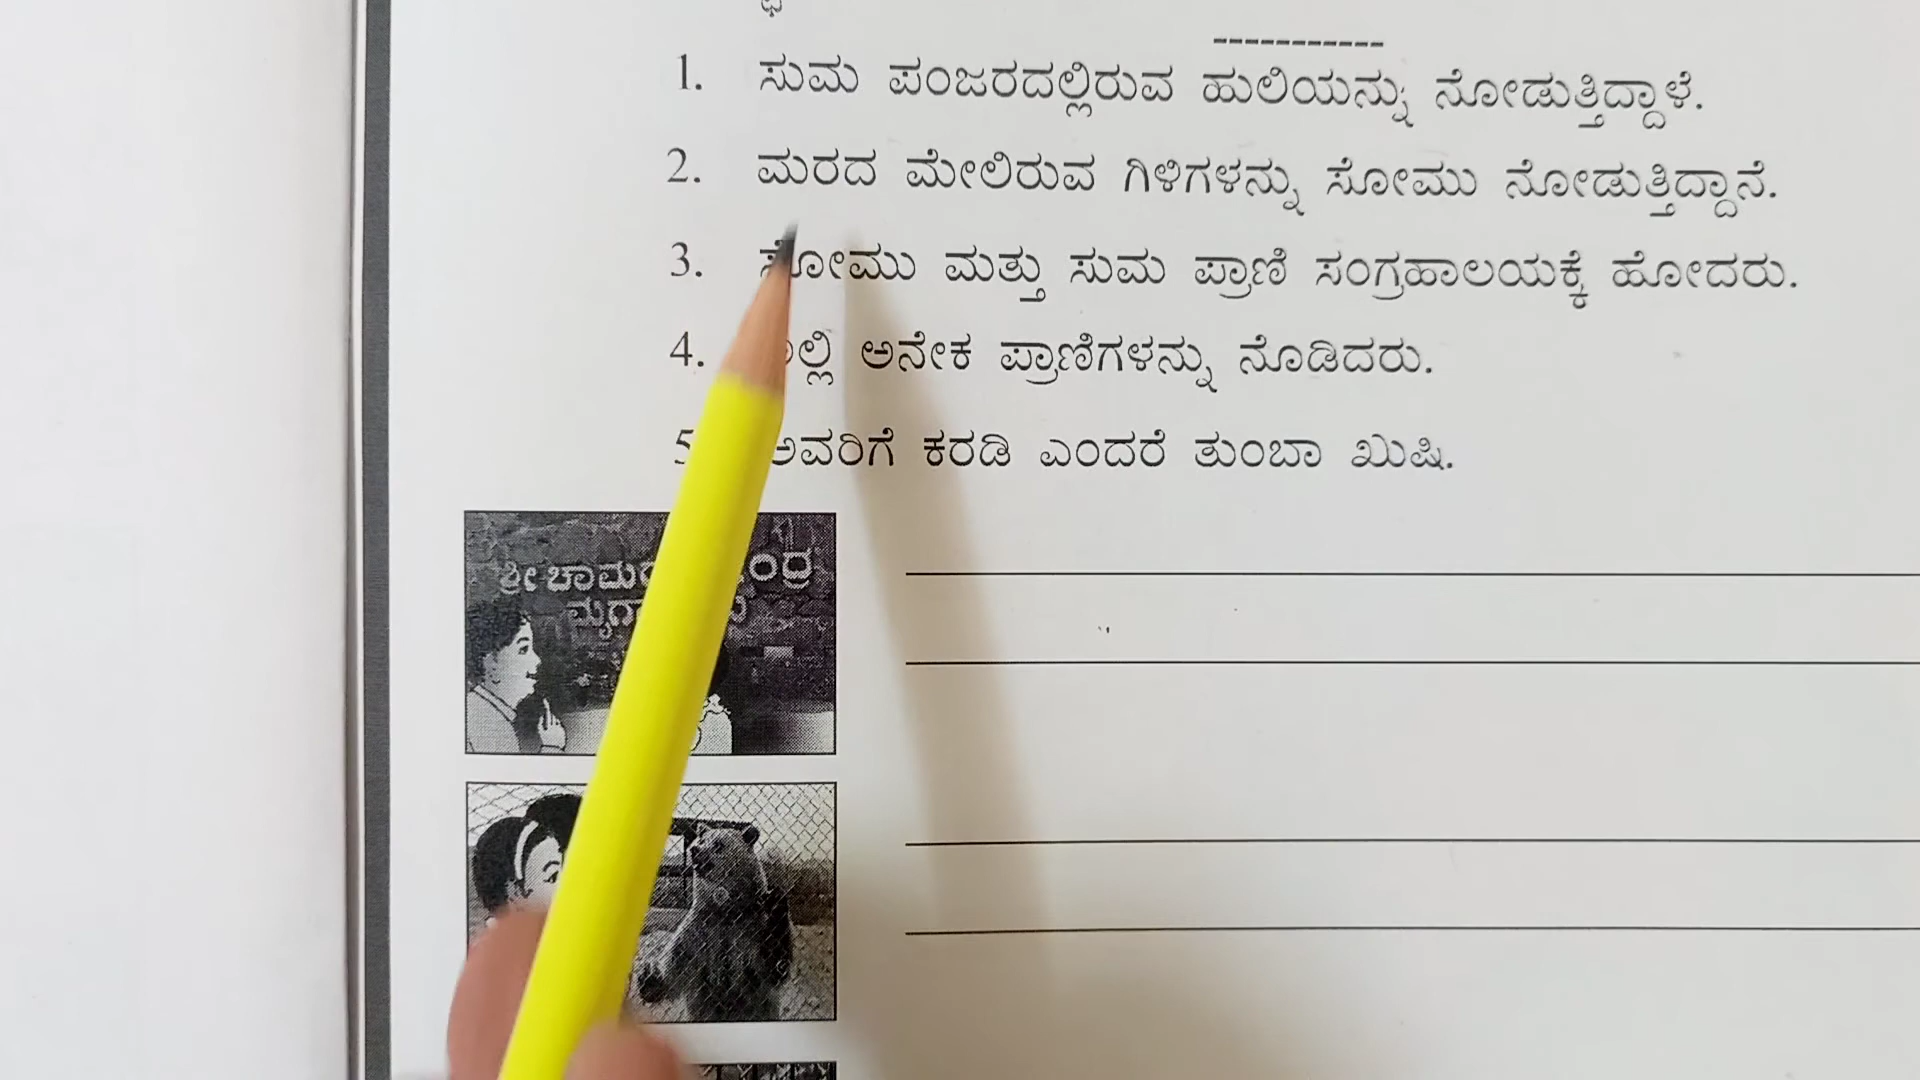 1. ಸುಮ ಪಂಜರದಲ್ಲಿರುವ ಹುಲಿಯನ್ನು ನೋಡುತ್ತಿದ್ದಾಳೆ.
2. ಮರದ ಮೇಲಿರುವ ಗಿಳಿಗಳನ್ನು ಸೋಮು ನೋಡುತ್ತಿದ್ದಾನೆ.
3. ಸೋಮು ಮತ್ತು ಸುಮ ಪ್ರಾಣಿ ಸಂಗ್ರಹಾಲಯಕ್ಕೆ ಹೋದರು.
4. ಅನೇಕ ಪ್ರಾಣಿಗಳನ್ನು ನೊಡಿದರು.
5 ಅವರಿಗೆ ಕರಡಿ ಎಂದರೆ ತುಂಬಾ ಖುಷಿ.
ಶ್ರೀ